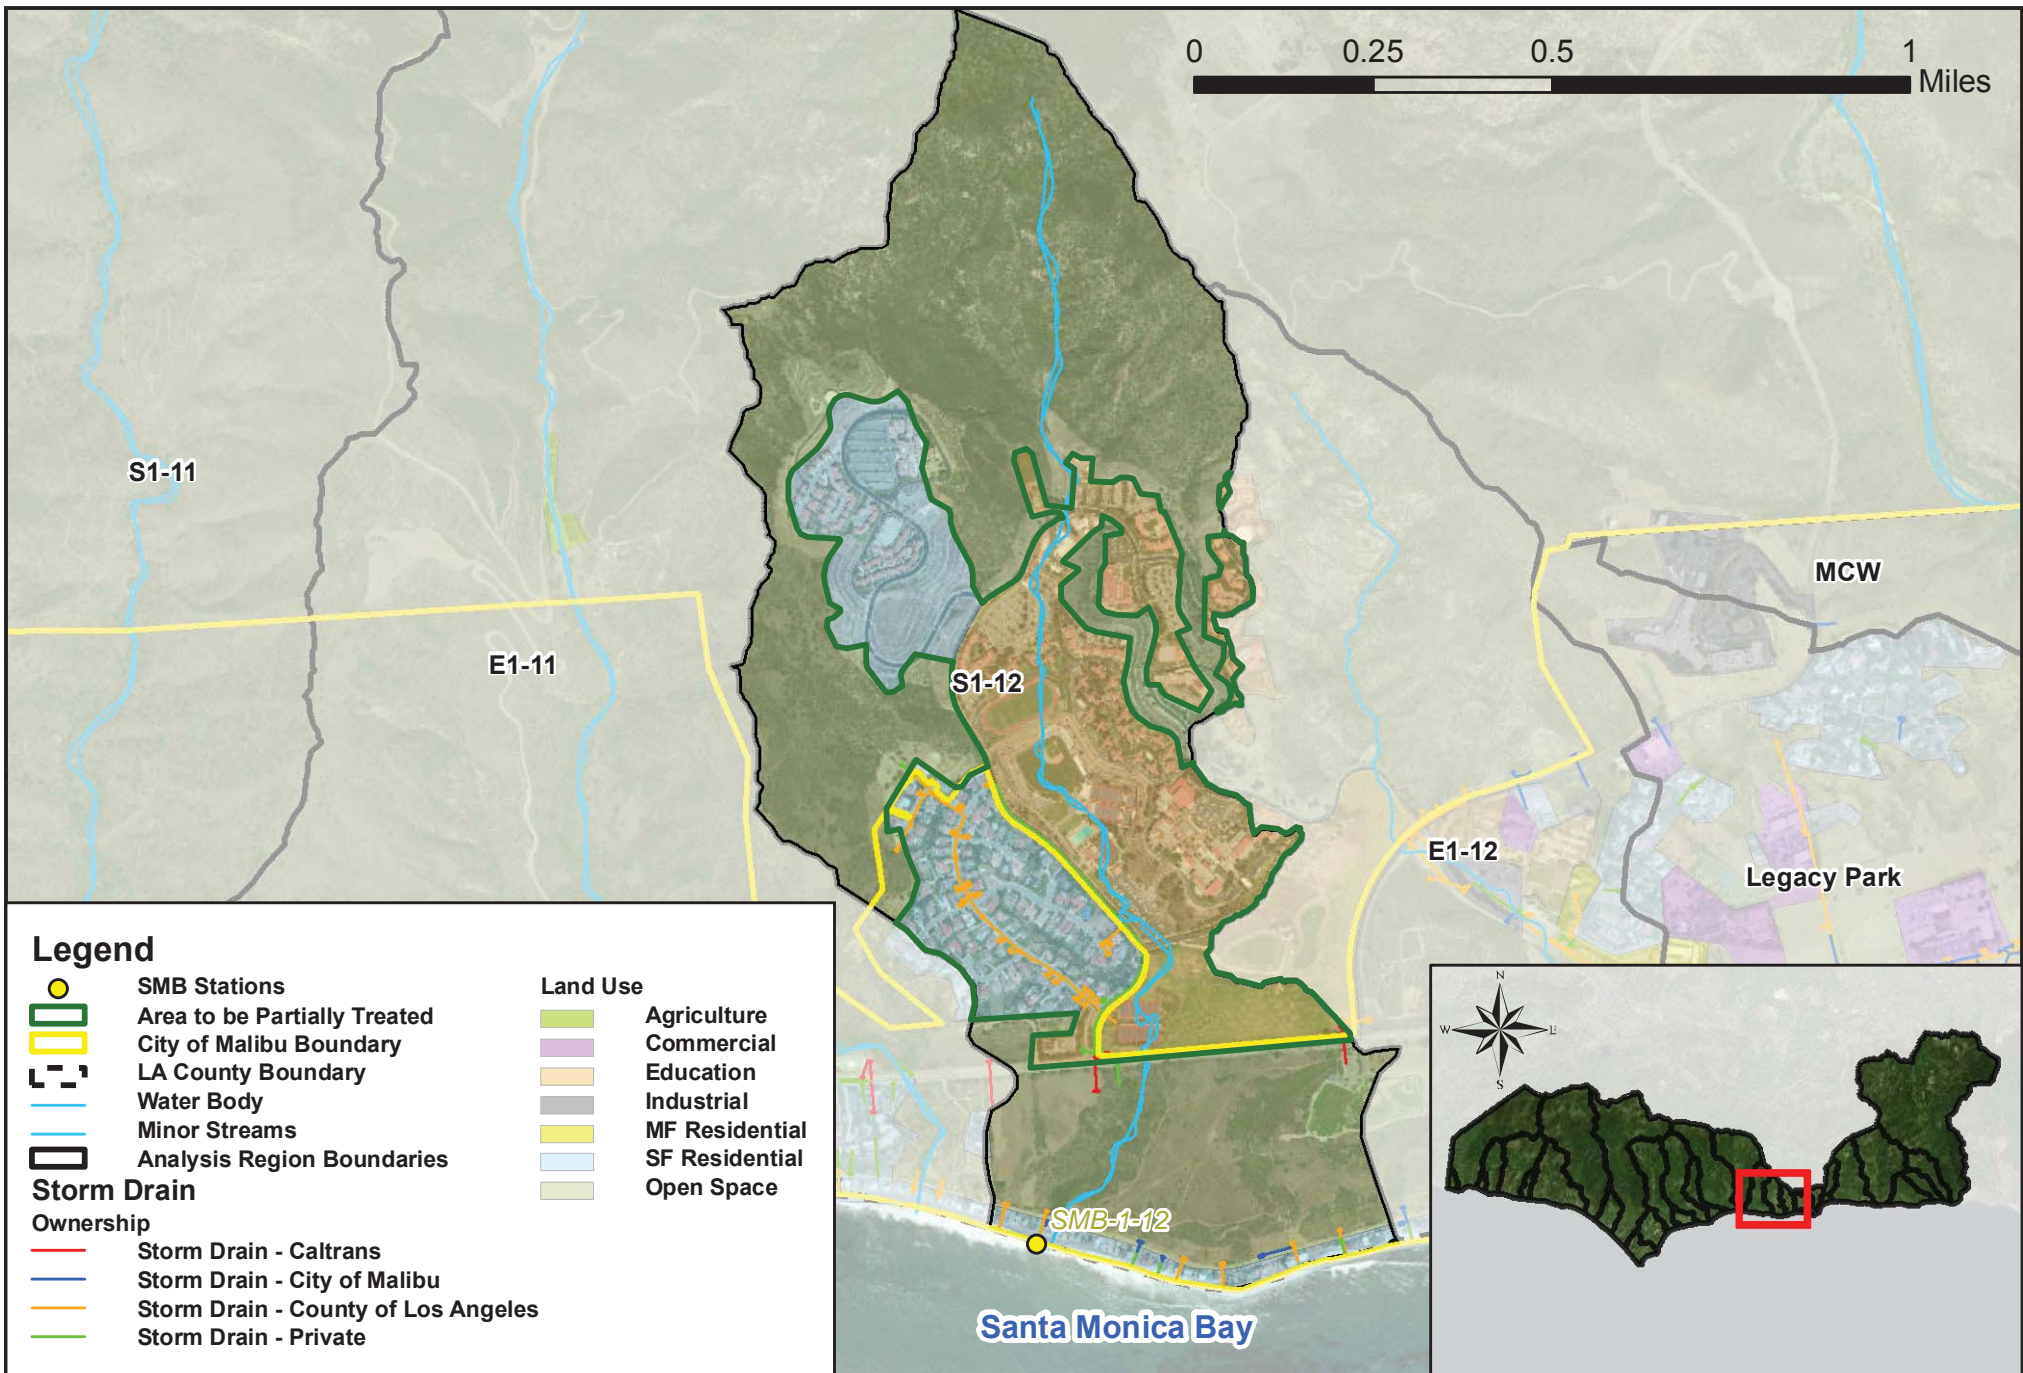 0 0.25 0.5 1
Miles
S1-11
MCW
E1-11
S1-12
E1-12
Legacy Park
Legend
SMB Stations
Area to be Partially Treated
City of Malibu Boundary
LA County Boundary
Water Body
Minor Streams
Analysis Region Boundaries
Storm Drain
Ownership
Storm Drain - Caltrans
Storm Drain - City of Malibu
Storm Drain - County of Los Angeles
Storm Drain - Private
Land Use
Agriculture
Commercial
Education
Industrial
MF Residential
SF Residential
Open Space
SMB-1-12
Santa Monica Bay
N
W E
S